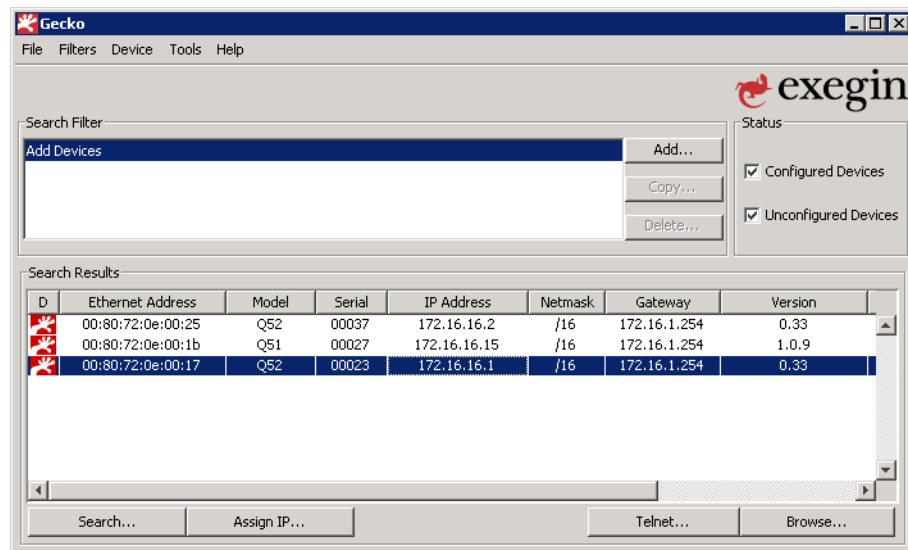 Gecko
File Filters Device Tools Help
exegin
Search Filter
Status
Add Devices
Add...
Configured Devices
Copy...
Unconfigured Devices
Delete...
Search Results
D Ethernet Address Model Serial IP Address Netmask Gateway Version
00:80:72:0e:00:25 Q52 00037 172.16.16.2 /16 172.16.1.254 0.33
00:80:72:0e:00:1b Q51 00027 172.16.16.15 /16 172.16.1.254 1.0.9
00:80:72:0e:00:17 Q52 00023 172.16.16.1 /16 172.16.1.254 0.33
Search... Assign IP... Telnet... Browse...